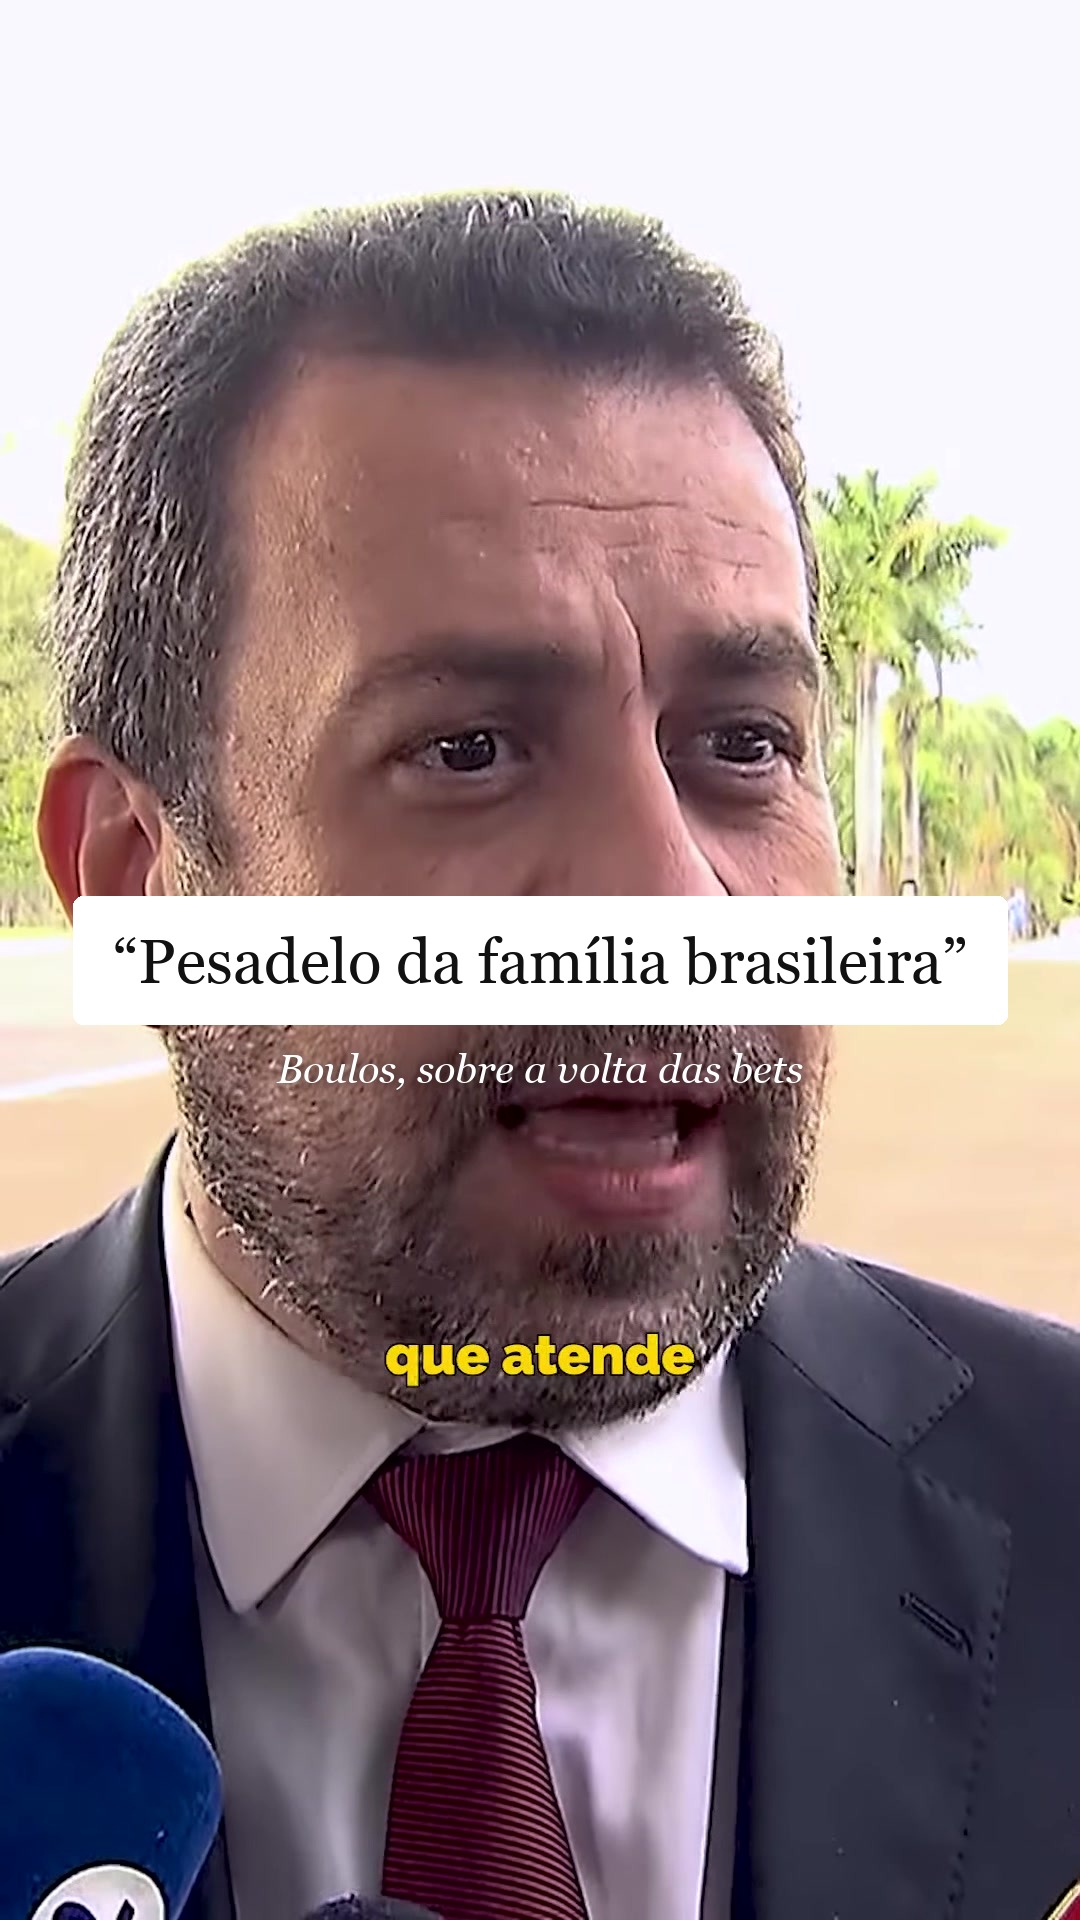 “Pesadelo da família brasileira”
Boulos, sobre a volta das bets
que atende